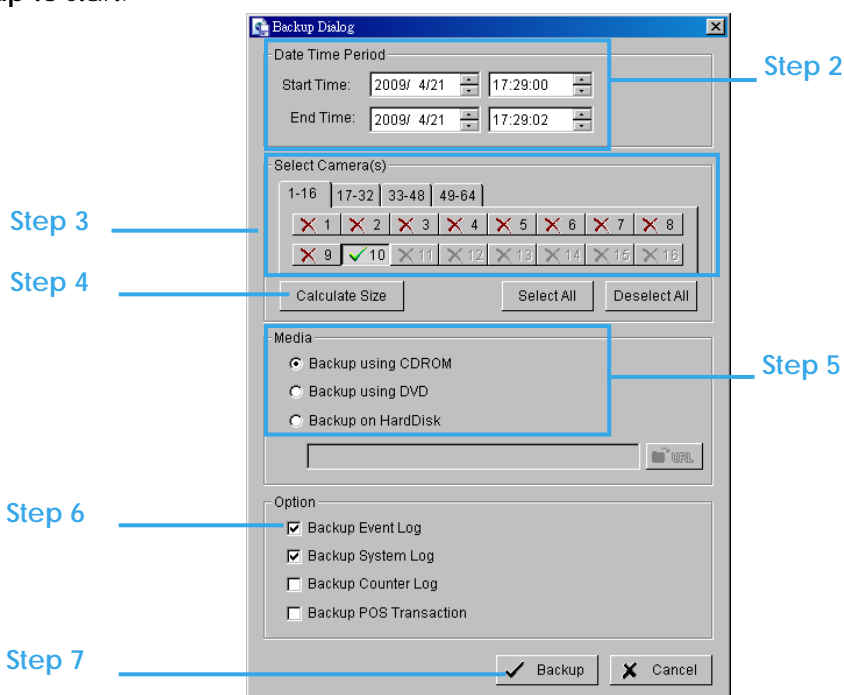 Backup Dialog
Date Time Period
Step 2
Start Time: 2009/ 4/21 17:29:00
End Time: 2009/ 4/21 17:29:02
Select Camera(s)
1-16 17-32 33-48 49-64
Step 3
1 2 3 4 5 6 7 8
9 10 11 12 13 14 15 16
Step 4
Calculate Size Select All Deselect All
Media
Step 5
Backup using CDROM
Backup using DVD
Backup on HardDisk
URL
Option
Step 6
Backup Event Log
Backup System Log
Backup Counter Log
Backup POS Transaction
Step 7
Backup Cancel